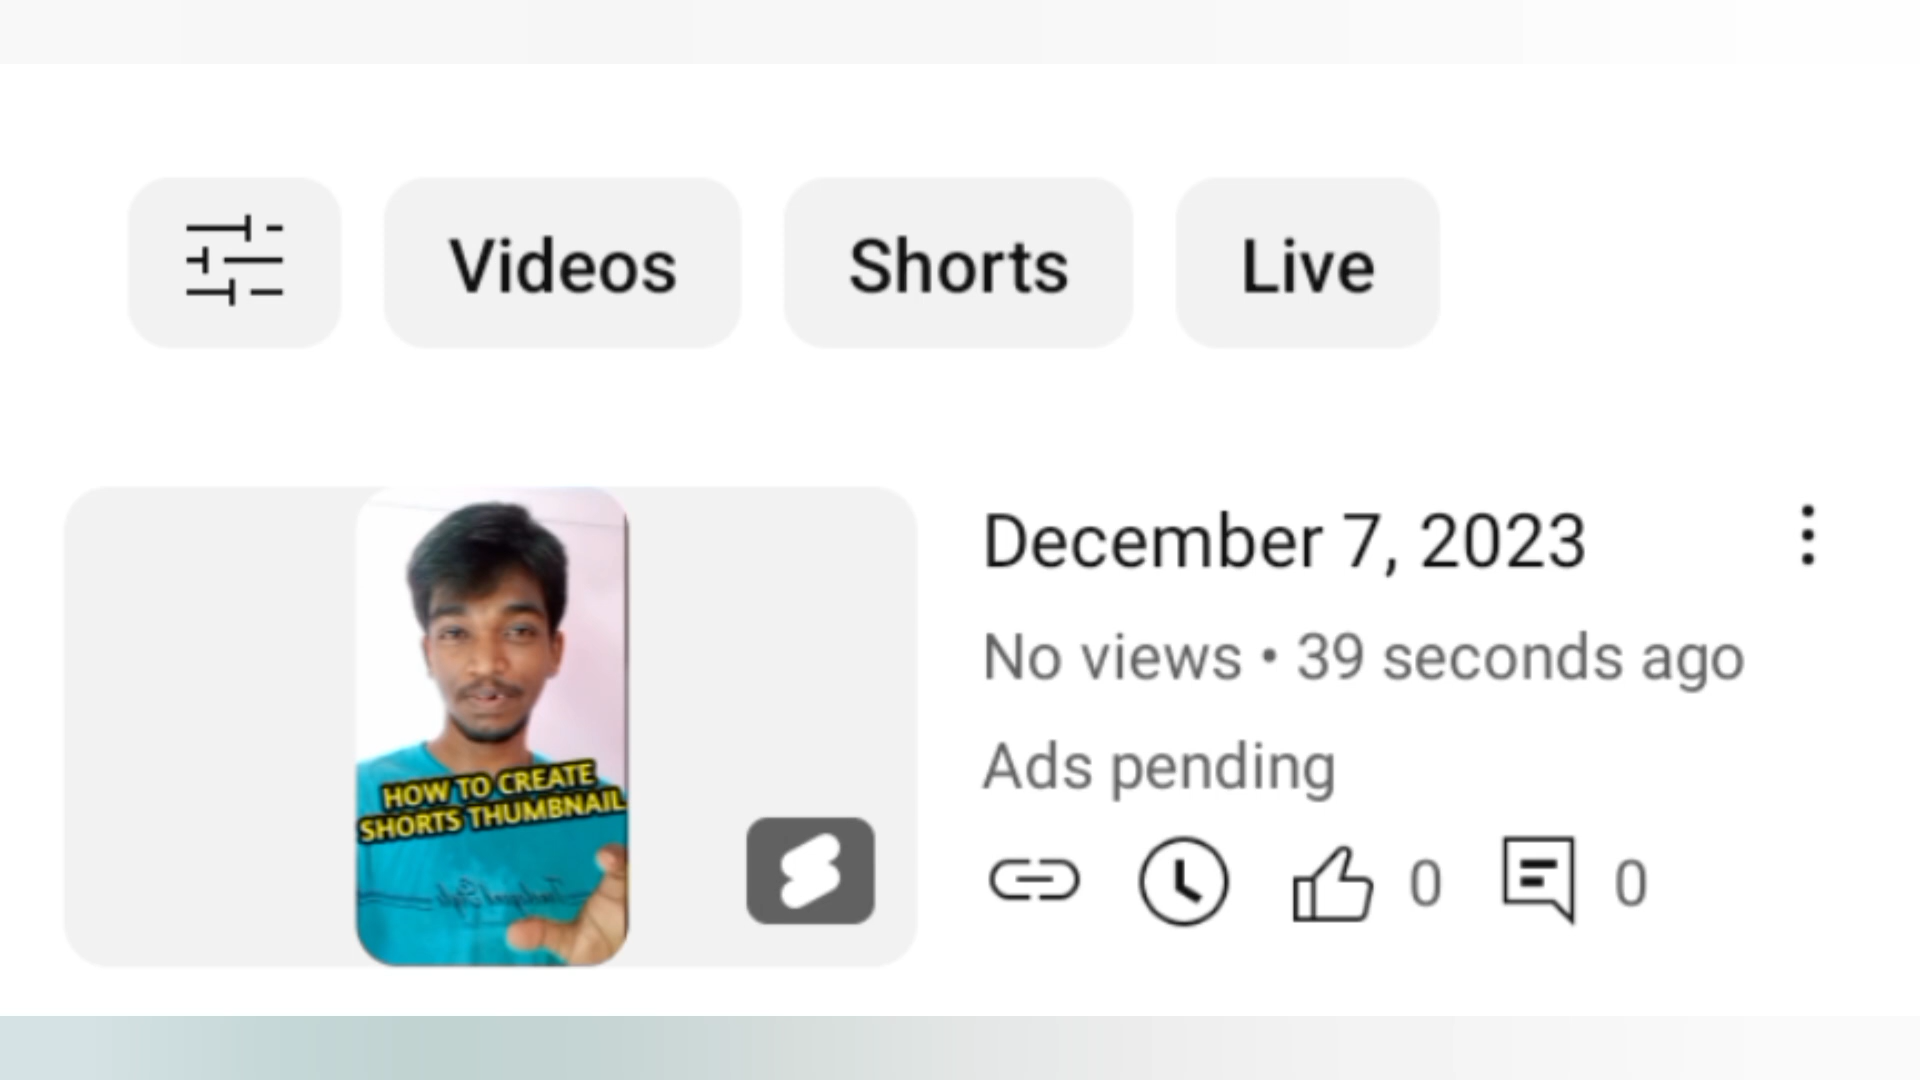 Videos
Shorts
Live
December 7, 2023
No views • 39 seconds ago
Ads pending
0
0
HOW TO CREATE
SHORTS THUMBNAIL